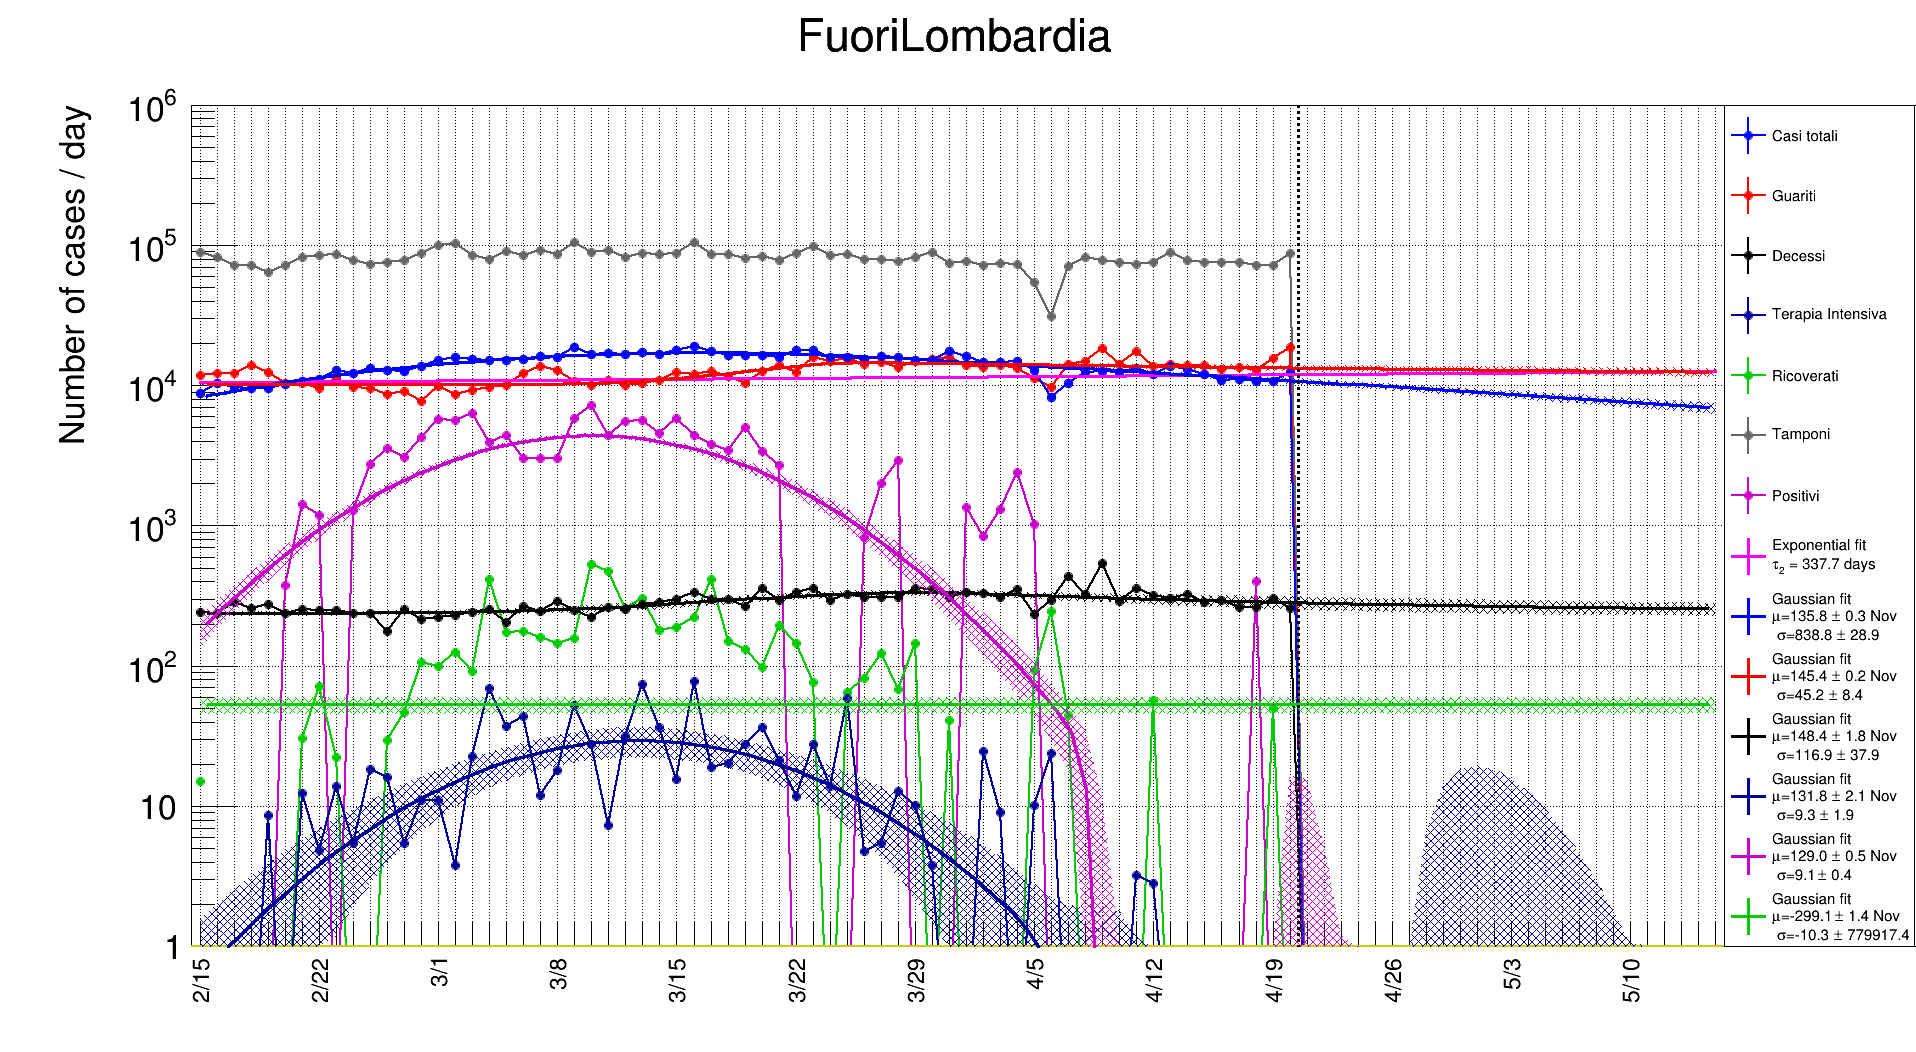 FuoriLombardia
Number of cases / day
10^6
10^5
10^4
10^3
10^2
10
1
2/15
2/22
3/1
3/8
3/15
3/22
3/29
4/5
4/12
4/19
4/26
5/3
5/10
Casi totali
Guariti
Decessi
Terapia Intensiva
Ricoverati
Tamponi
Positivi
Exponential fit
τ₂ = 337.7 days
Gaussian fit
μ=135.8 ± 0.3 Nov
σ=838.8 ± 28.9
Gaussian fit
μ=145.4 ± 0.2 Nov
σ=45.2 ± 8.4
Gaussian fit
μ=148.4 ± 1.8 Nov
σ=116.9 ± 37.9
Gaussian fit
μ=131.8 ± 2.1 Nov
σ=9.3 ± 1.9
Gaussian fit
μ=129.0 ± 0.5 Nov
σ=9.1 ± 0.4
Gaussian fit
μ=-299.1 ± 1.4 Nov
σ=-10.3 ± 779917.4